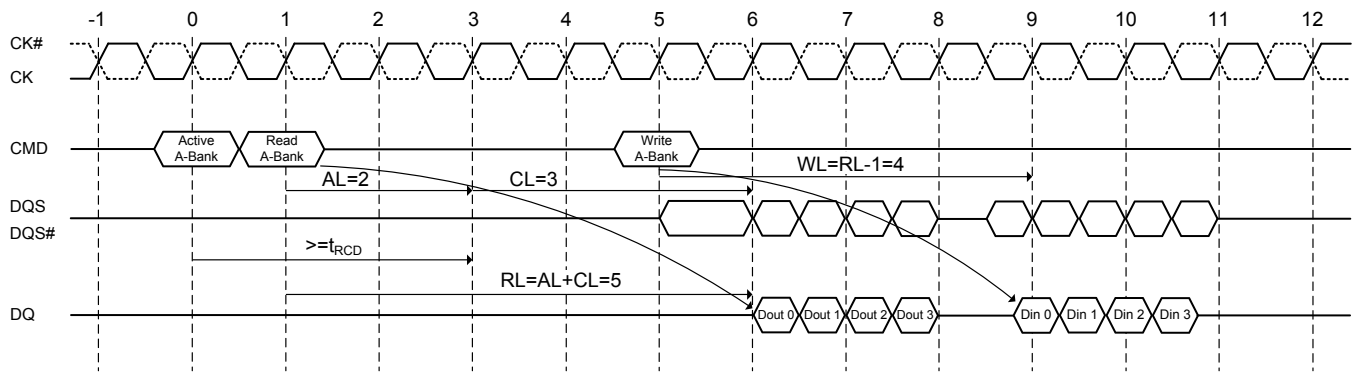 -1 0 1 2 3 4 5 6 7 8 9 10 11 12
CK#
CK
CMD
Active
A-Bank
Read
A-Bank
Write
A-Bank
WL=RL-1=4
AL=2
CL=3
DQS
DQS#
>=tRCD
RL=AL+CL=5
DQ
Dout 0 Dout 1 Dout 2 Dout 3 Din 0 Din 1 Din 2 Din 3